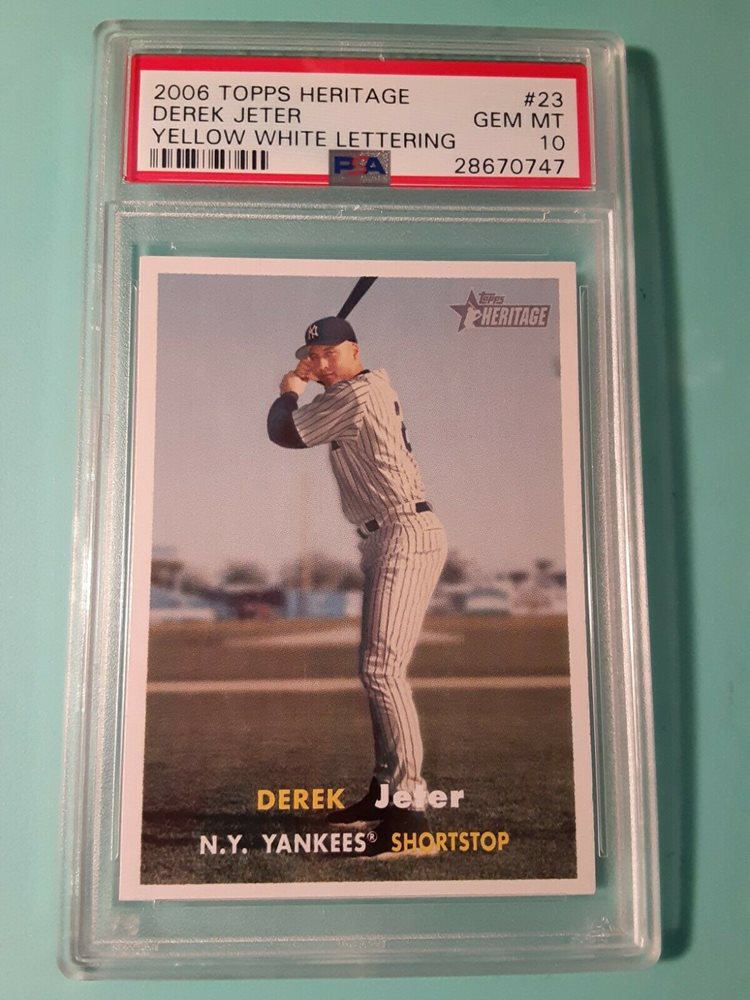 2006 TOPPS HERITAGE #23
DEREK JETER GEM MT
YELLOW WHITE LETTERING 10
PSA 28670747
NY
Topps
HERITAGE
DEREK Jeter
N.Y. YANKEES® SHORTSTOP